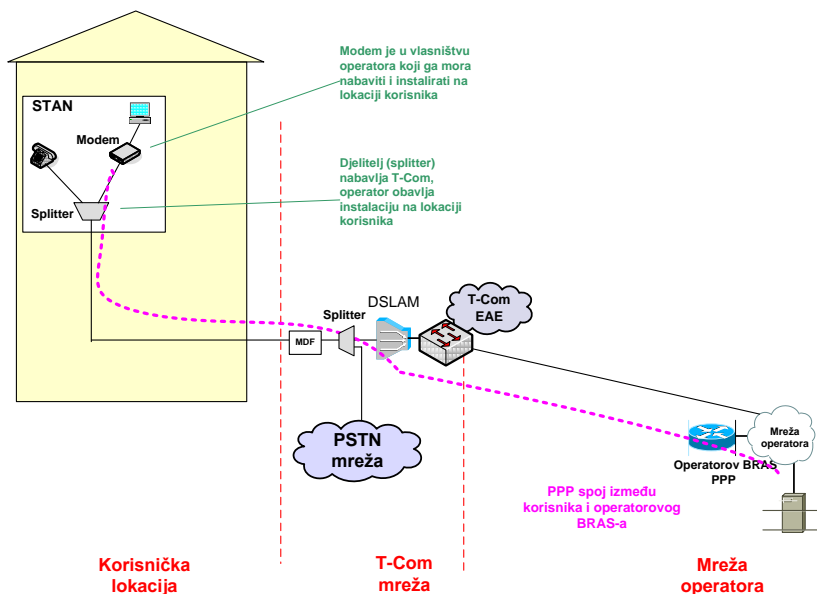 Modem je u vlasništvu
operatora koji ga mora
nabaviti i instalirati na
lokaciji korisnika
STAN
Modem
Djelitelj (splitter)
nabavlja T-Com,
operator obavlja
instalaciju na lokaciji
korisnika
Splitter
DSLAM
T-Com
EAE
Splitter
MDF
PSTN
mreža
Mreža
operatora
Operatorov BRAS
PPP
PPP spoj između
korisnika i operatorovog
BRAS-a
Korisnička
lokacija
T-Com
mreža
Mreža
operatora